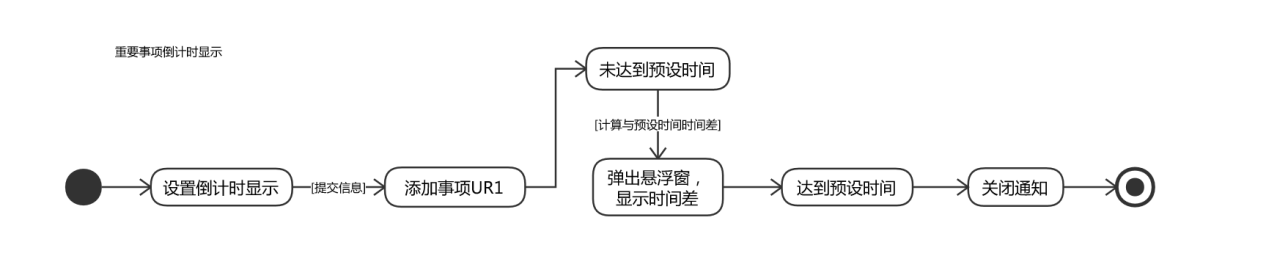 重要事项倒计时显示
未达到预设时间
[计算与预设时间时间差]
设置倒计时显示
[提交信息]
添加事项UR1
弹出悬浮窗，
显示时间差
达到预设时间
关闭通知